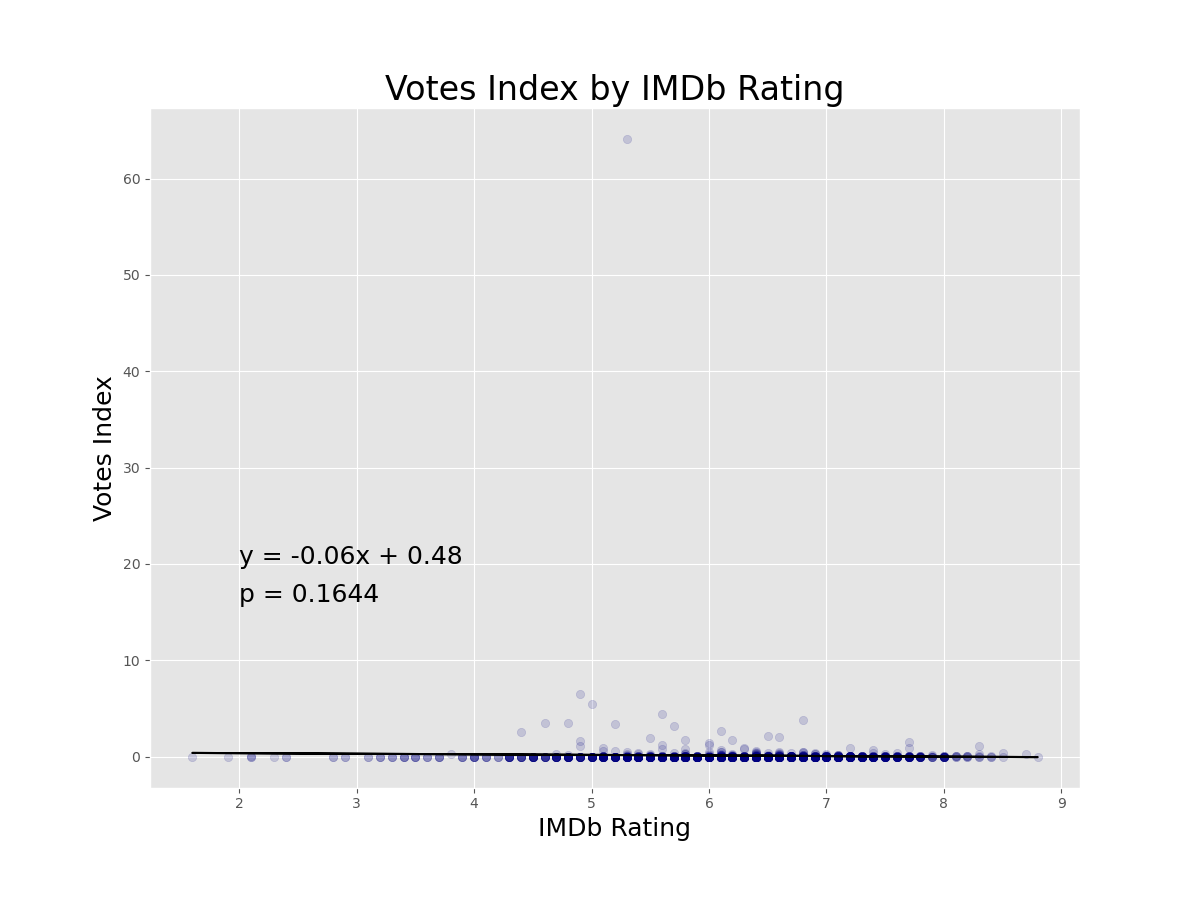 Votes Index by IMDb Rating
60
50
40
30
20
10
0
Votes Index
y = -0.06x + 0.48
p = 0.1644
2 3 4 5 6 7 8 9
IMDb Rating